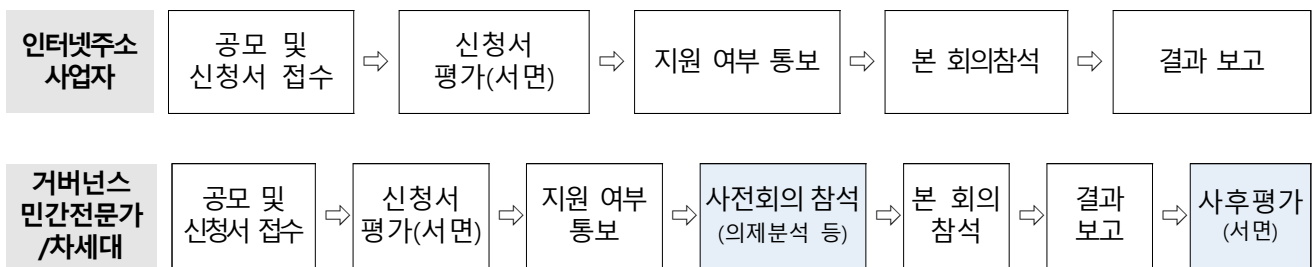 인터넷주소
사업자
공모 및
신청서 접수
⇨
신청서
평가(서면)
⇨
지원 여부 통보
⇨
본 회의참석
⇨
결과 보고
거버넌스
민간전문가
/차세대
공모 및
신청서 접수
⇨
신청서
평가(서면)
⇨
지원 여부
통보
⇨
사전회의 참석
(의제분석 등)
⇨
본 회의
참석
⇨
결과
보고
⇨
사후평가
(서면)